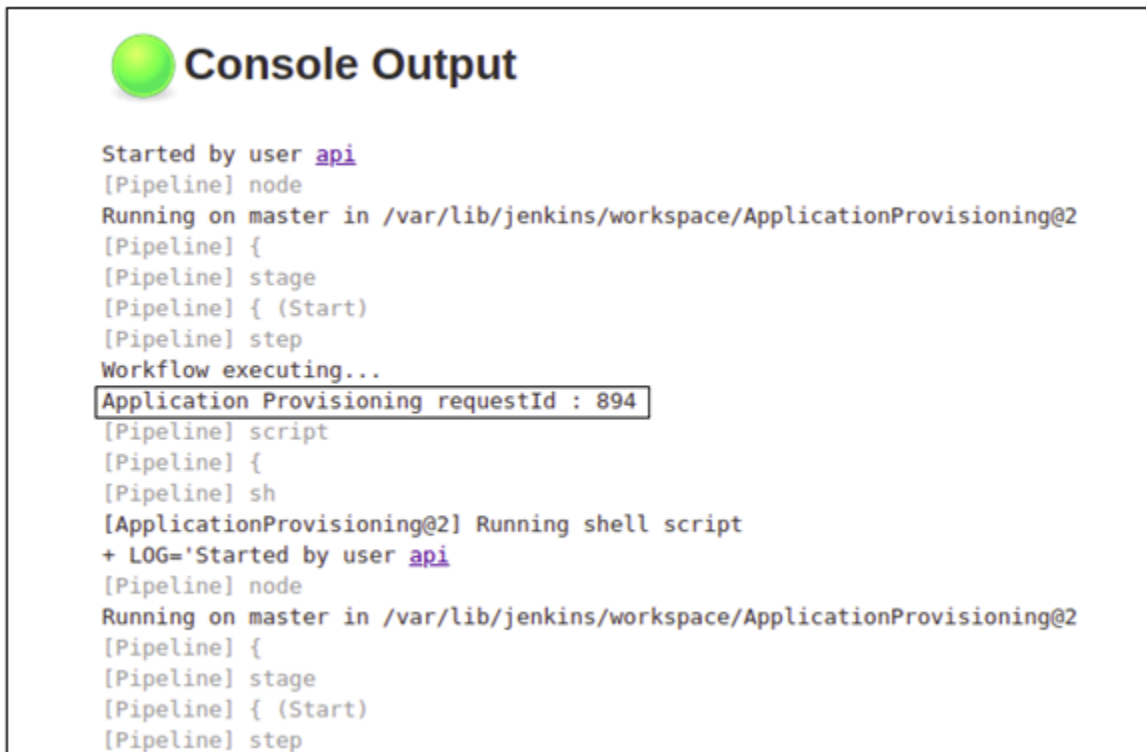 Console Output
Started by user api
[Pipeline] node
Running on master in /var/lib/jenkins/workspace/ApplicationProvisioning@2
[Pipeline] {
[Pipeline] stage
[Pipeline] { (Start)
[Pipeline] step
Workflow executing...
Application Provisioning requestId : 894
[Pipeline] script
[Pipeline] {
[Pipeline] sh
[ApplicationProvisioning@2] Running shell script
+ LOG='Started by user api
[Pipeline] node
Running on master in /var/lib/jenkins/workspace/ApplicationProvisioning@2
[Pipeline] {
[Pipeline] stage
[Pipeline] { (Start)
[Pipeline] step